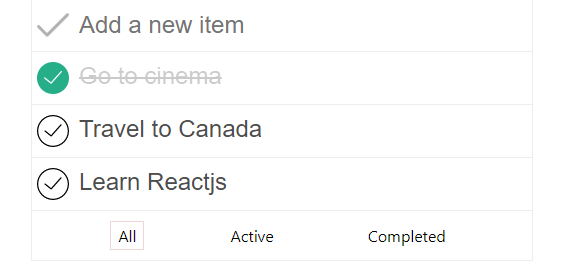 Add a new item
Go to cinema
Travel to Canada
Learn Reactjs
All Active Completed